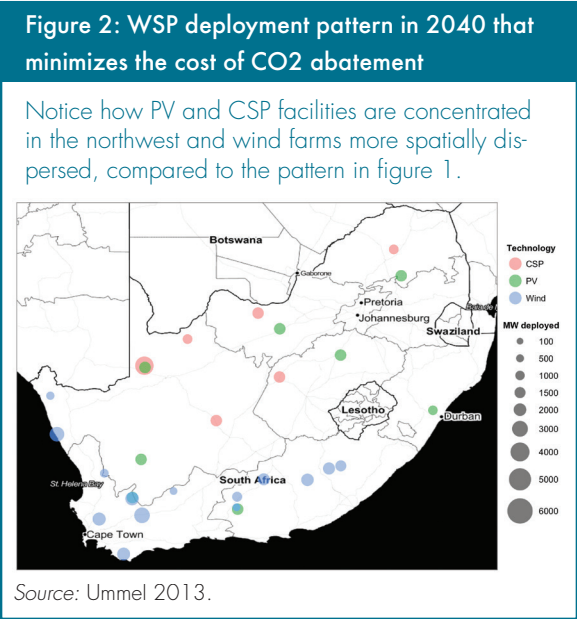 Figure 2: WSP deployment pattern in 2040 that
minimizes the cost of CO2 abatement
Notice how PV and CSP facilities are concentrated
in the northwest and wind farms more spatially dis-
persed, compared to the pattern in figure 1.
Botswana
Gaborone
Pretoria
Johannesburg
Swaziland
Lesotho
Durban
St. Helena Bay
South Africa
Cape Town
Technology
CSP
PV
Wind
MW deployed
100
500
1000
1500
2000
3000
4000
5000
6000
Source: Ummel 2013.